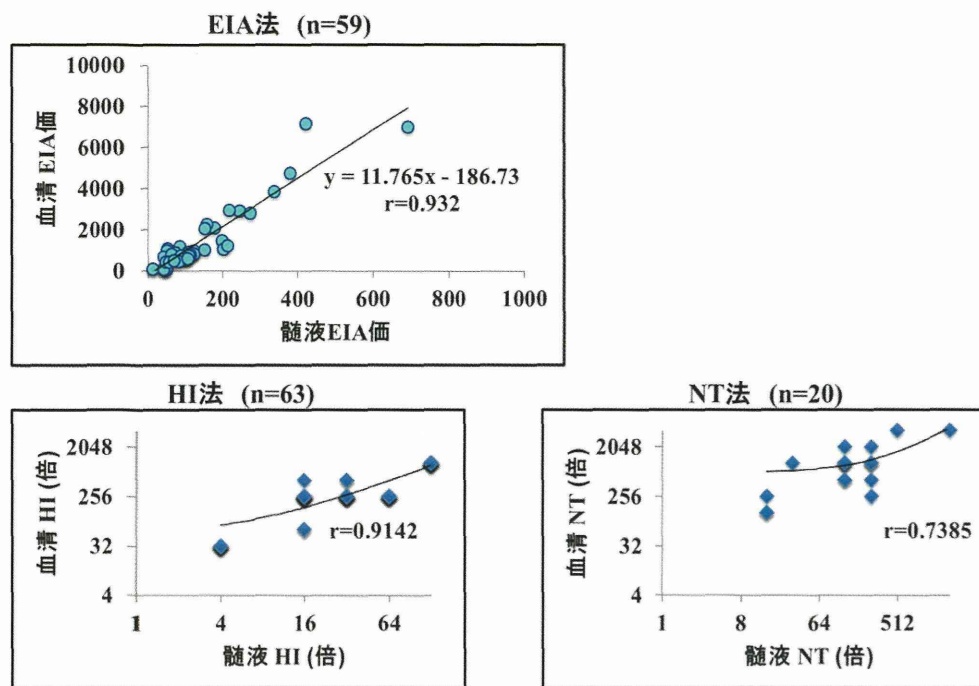 EIA法 (n=59)
血清 EIA価
10000
8000
6000
4000
2000
0
y = 11.765x - 186.73
r=0.932
0 200 400 600 800 1000
髄液EIA価
HI法 (n=63)
血清 HI (倍)
2048
256
32
4
r=0.9142
1 4 16 64
髄液 HI (倍)
NT法 (n=20)
血清 NT (倍)
2048
256
32
4
r=0.7385
1 8 64 512
髄液 NT (倍)